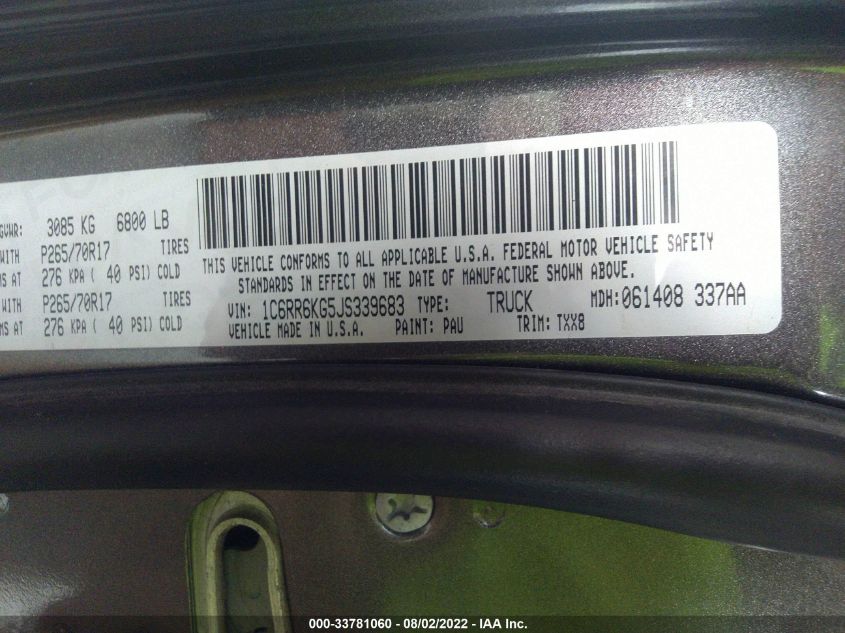 GVWR: 3085 KG 6800 LB
WITH P265/70R17 TIRES
MS AT 276 KPA ( 40 PSI) COLD
WITH P265/70R17 TIRES
MS AT 276 KPA ( 40 PSI) COLD
THIS VEHICLE CONFORMS TO ALL APPLICABLE U.S.A. FEDERAL MOTOR VEHICLE SAFETY
STANDARDS IN EFFECT ON THE DATE OF MANUFACTURE SHOWN ABOVE.
VIN: 1C6RR6KG5JS339683 TYPE: TRUCK MDH:061408 337AA
VEHICLE MADE IN U.S.A. PAINT: PAU TRIM: TXX8
000-33781060 - 08/02/2022 - IAA Inc.